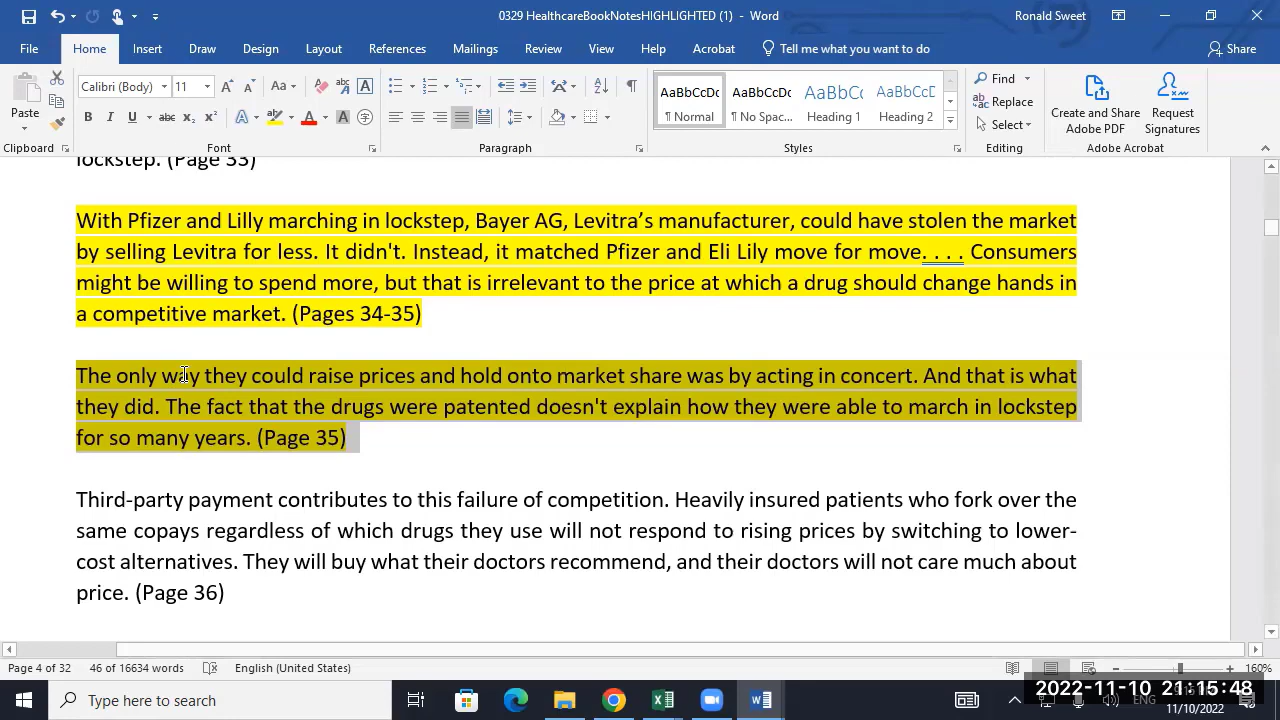 0329 HealthcareBookNotesHIGHLIGHTED (1) - Word
Ronald Sweet
File Home Insert Draw Design Layout References Mailings Review View Help Acrobat Tell me what you want to do Share
Paste
Calibri (Body) 11
Aa
abc
A
B I U abc x₂ x² A A A
AaBbCcDc AaBbCcDc AaBbCc AaBbCcE
¶ Normal ¶ No Spac... Heading 1 Heading 2
Find
Replace
Select
Create and Share
Adobe PDF
Request
Signatures
Clipboard Font Paragraph Styles Editing Adobe Acrobat
lockstep. (Page 33)
With Pfizer and Lilly marching in lockstep, Bayer AG, Levitra’s manufacturer, could have stolen the market
by selling Levitra for less. It didn't. Instead, it matched Pfizer and Eli Lily move for move. . . . Consumers
might be willing to spend more, but that is irrelevant to the price at which a drug should change hands in
a competitive market. (Pages 34-35)
The only way they could raise prices and hold onto market share was by acting in concert. And that is what
they did. The fact that the drugs were patented doesn't explain how they were able to march in lockstep
for so many years. (Page 35)
Third-party payment contributes to this failure of competition. Heavily insured patients who fork over the
same copays regardless of which drugs they use will not respond to rising prices by switching to lower-
cost alternatives. They will buy what their doctors recommend, and their doctors will not care much about
price. (Page 36)
Page 4 of 32 46 of 16634 words English (United States) 160%
Type here to search
2022-11-10 21:15:48
ENG
11/10/2022